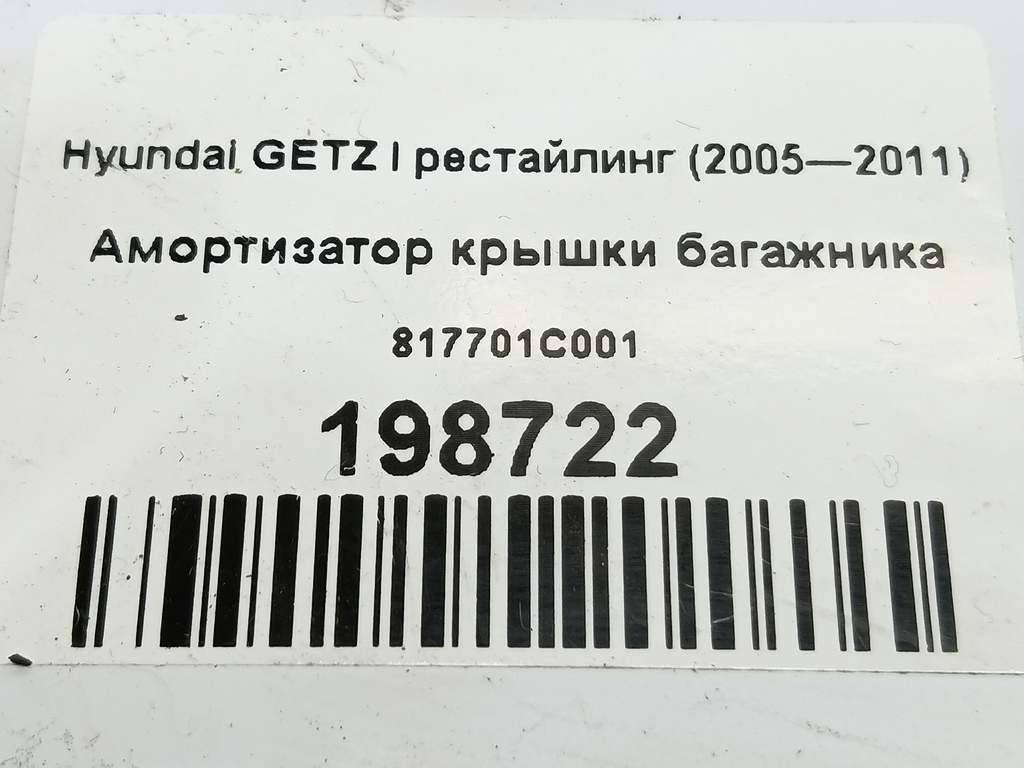 Hyundai GETZ I рестайлинг (2005—2011)
Амортизатор крышки багажника
817701C001
198722